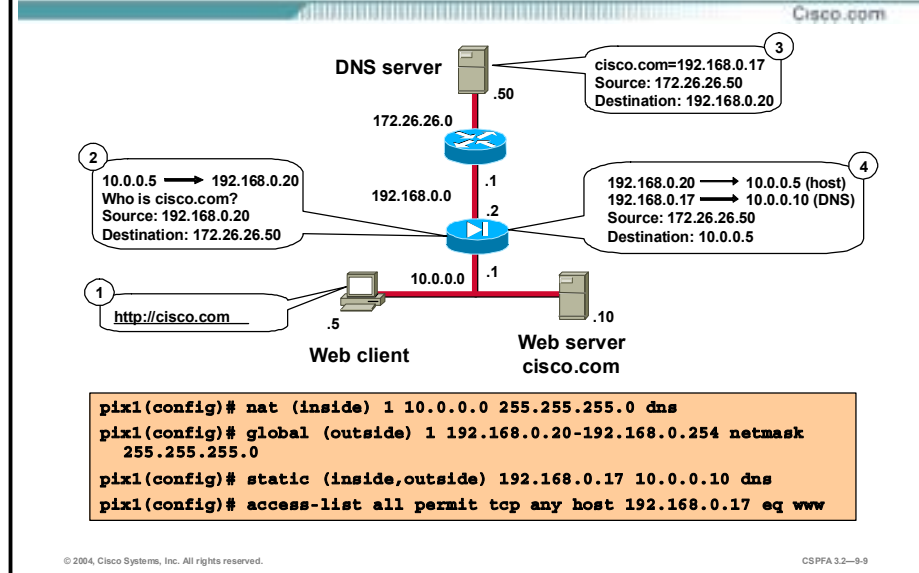 Cisco.com
3
cisco.com=192.168.0.17
Source: 172.26.26.50
Destination: 192.168.0.20
DNS server
.50
172.26.26.0
2
10.0.0.5 → 192.168.0.20
Who is cisco.com?
Source: 192.168.0.20
Destination: 172.26.26.50
192.168.0.0
.1
.2
4
192.168.0.20 → 10.0.0.5 (host)
192.168.0.17 → 10.0.0.10 (DNS)
Source: 172.26.26.50
Destination: 10.0.0.5
10.0.0.0
.1
1
http://cisco.com
.5
.10
Web client
Web server
cisco.com
pix1(config)# nat (inside) 1 10.0.0.0 255.255.255.0 dns
pix1(config)# global (outside) 1 192.168.0.20-192.168.0.254 netmask
255.255.255.0
pix1(config)# static (inside,outside) 192.168.0.17 10.0.0.10 dns
pix1(config)# access-list all permit tcp any host 192.168.0.17 eq www
© 2004, Cisco Systems, Inc. All rights reserved.
CSPFA 3.2—9-9